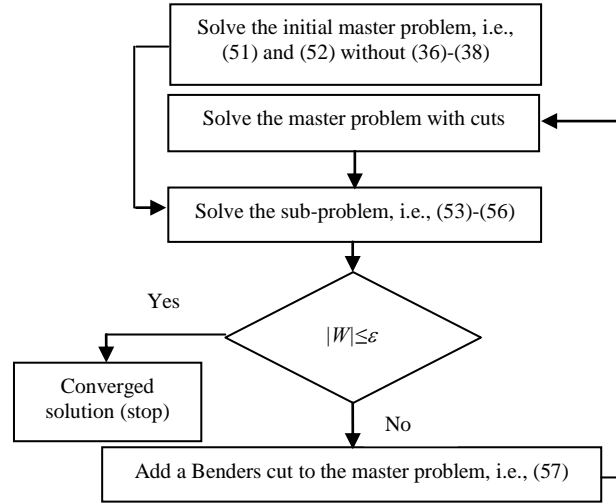 Solve the initial master problem, i.e.,
(51) and (52) without (36)-(38)
Solve the master problem with cuts
Solve the sub-problem, i.e., (53)-(56)
Yes
|W|≤ε
Converged
solution (stop)
No
Add a Benders cut to the master problem, i.e., (57)